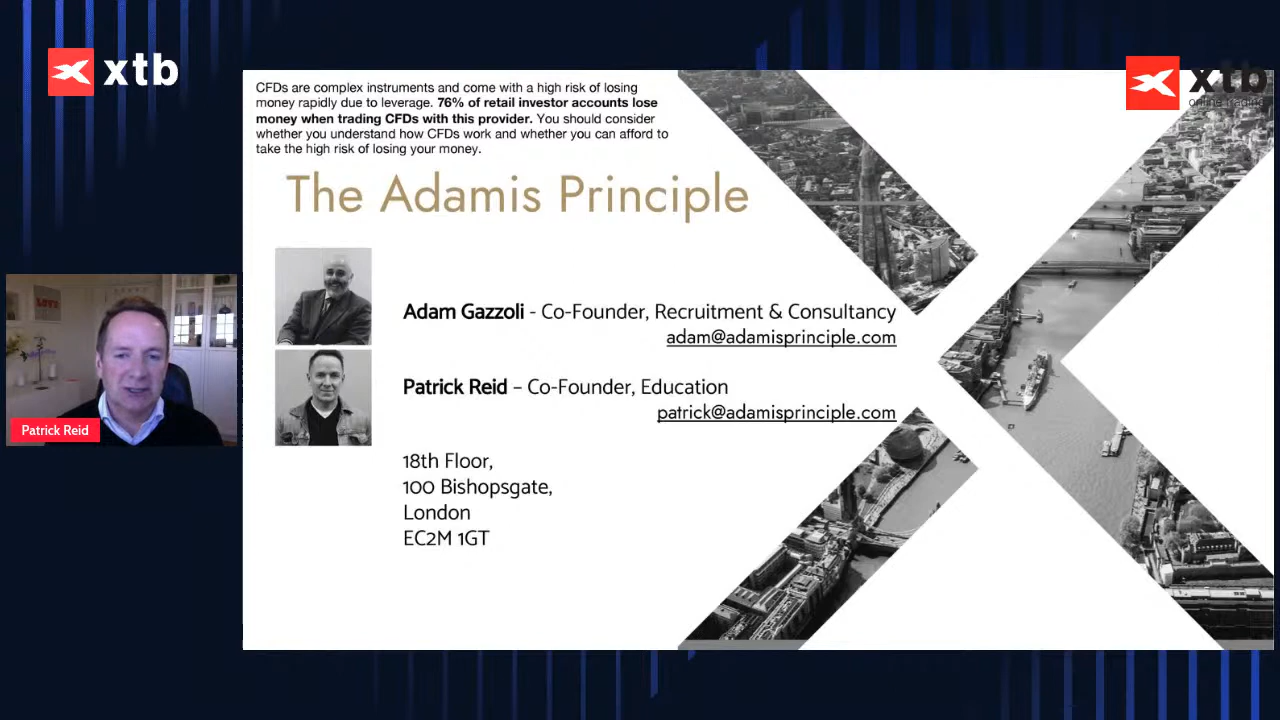 xtb
xtb
online trading
CFDs are complex instruments and come with a high risk of losing
money rapidly due to leverage. 76% of retail investor accounts lose
money when trading CFDs with this provider. You should consider
whether you understand how CFDs work and whether you can afford to
take the high risk of losing your money.
The Adamis Principle
Adam Gazzoli - Co-Founder, Recruitment & Consultancy
adam@adamisprinciple.com
Patrick Reid – Co-Founder, Education
patrick@adamisprinciple.com
Patrick Reid
18th Floor,
100 Bishopsgate,
London
EC2M 1GT